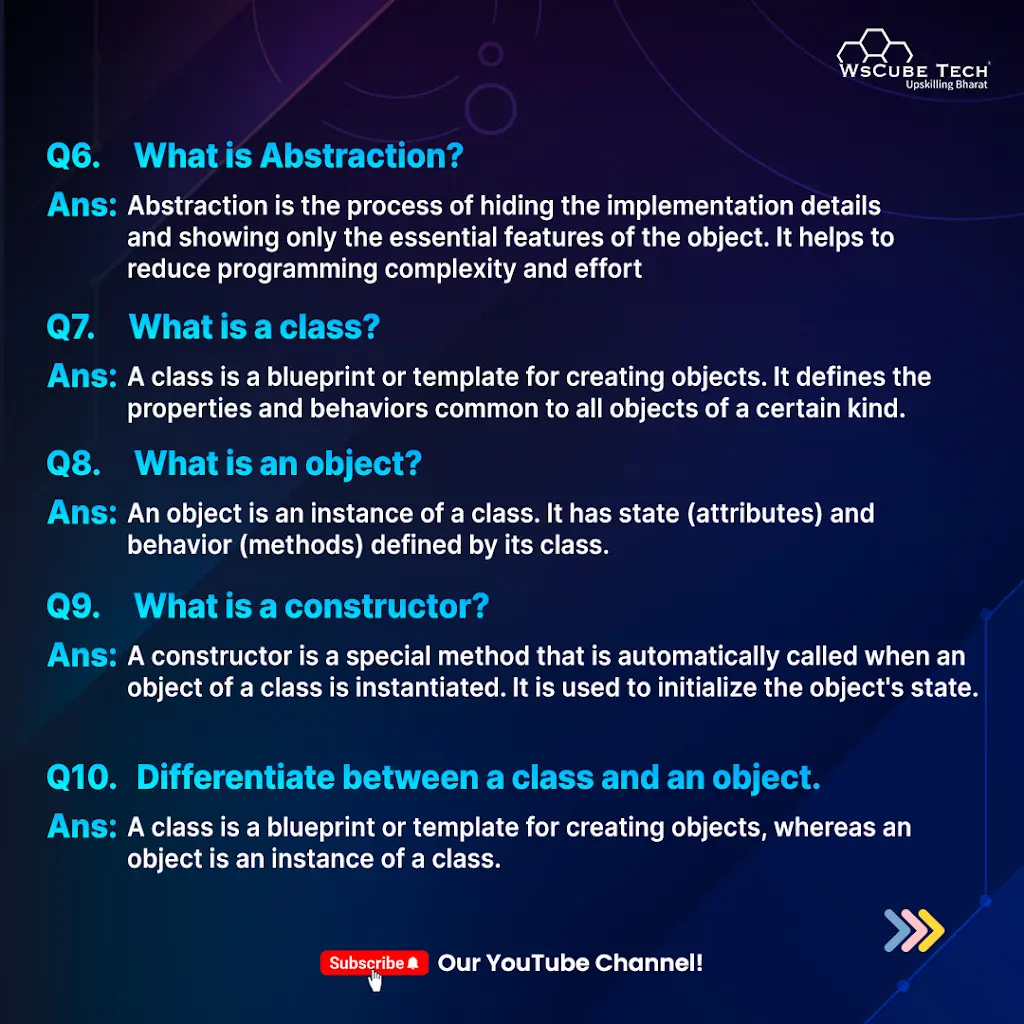 WsCube Tech
Upskilling Bharat
Q6. What is Abstraction?
Ans: Abstraction is the process of hiding the implementation details
and showing only the essential features of the object. It helps to
reduce programming complexity and effort
Q7. What is a class?
Ans: A class is a blueprint or template for creating objects. It defines the
properties and behaviors common to all objects of a certain kind.
Q8. What is an object?
Ans: An object is an instance of a class. It has state (attributes) and
behavior (methods) defined by its class.
Q9. What is a constructor?
Ans: A constructor is a special method that is automatically called when an
object of a class is instantiated. It is used to initialize the object's state.
Q10. Differentiate between a class and an object.
Ans: A class is a blueprint or template for creating objects, whereas an
object is an instance of a class.
Subscribe Our YouTube Channel!